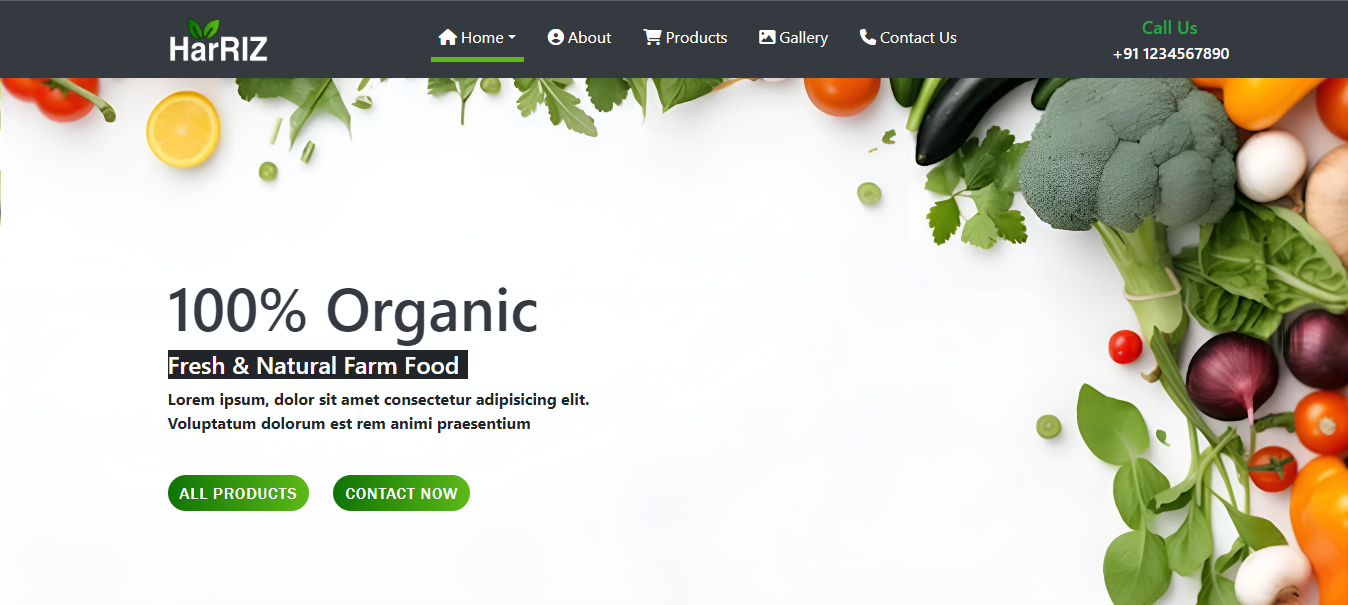 HarRIZ
Home
About
Products
Gallery
Contact Us
Call Us
+91 1234567890
100% Organic
Fresh & Natural Farm Food
Lorem ipsum, dolor sit amet consectetur adipisicing elit.
Voluptatum dolorum est rem animi praesentium
ALL PRODUCTS
CONTACT NOW